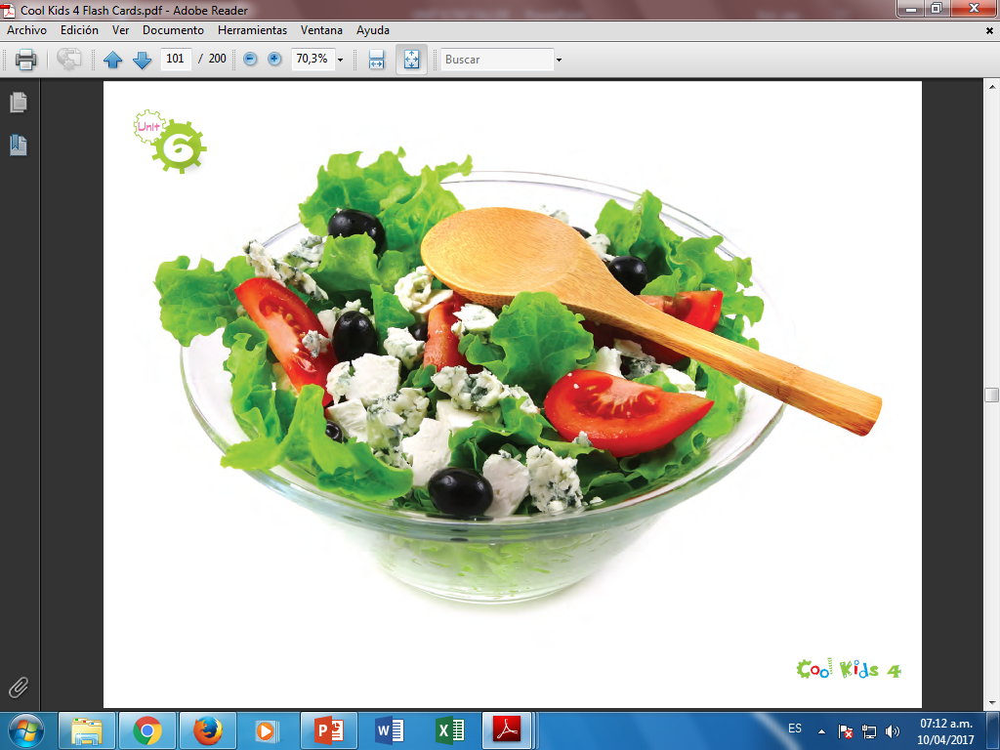 Cool Kids 4 Flash Cards.pdf - Adobe Reader
Archivo Edición Ver Documento Herramientas Ventana Ayuda
101 / 200 70,3% Buscar
Unit
6
Cool Kids 4
ES 07:12 a.m.
10/04/2017